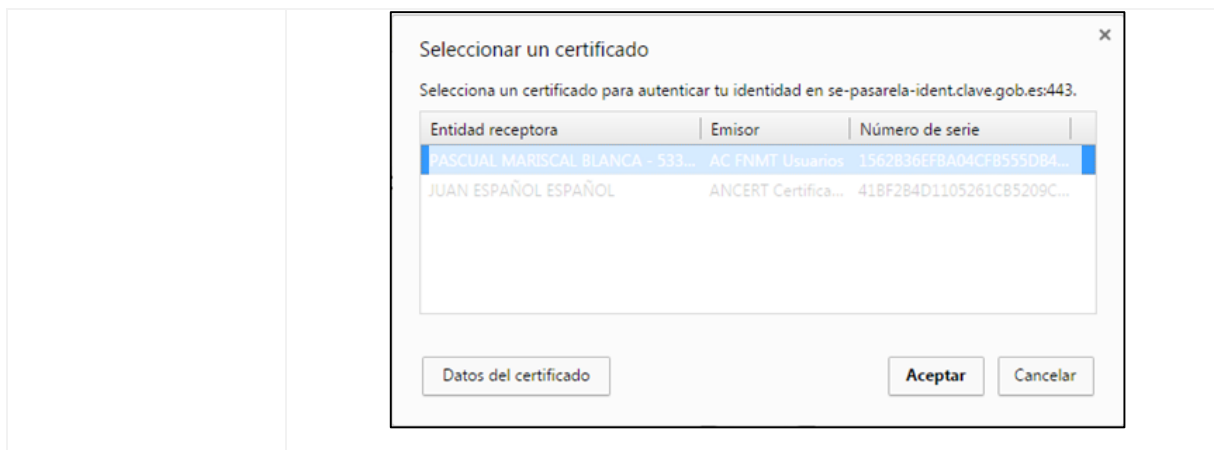 Seleccionar un certificado ×
Selecciona un certificado para autenticar tu identidad en se-pasarela-ident.clave.gob.es:443.
Entidad receptora Emisor Número de serie
PASCUAL MARISCAL BLANCA - 533... AC FNMT Usuarios 1562B36EFBA04CFB555DB4...
JUAN ESPAÑOL ESPAÑOL ANCERT Certifica... 41BF2B4D1105261CB5209C...
Datos del certificado Aceptar Cancelar